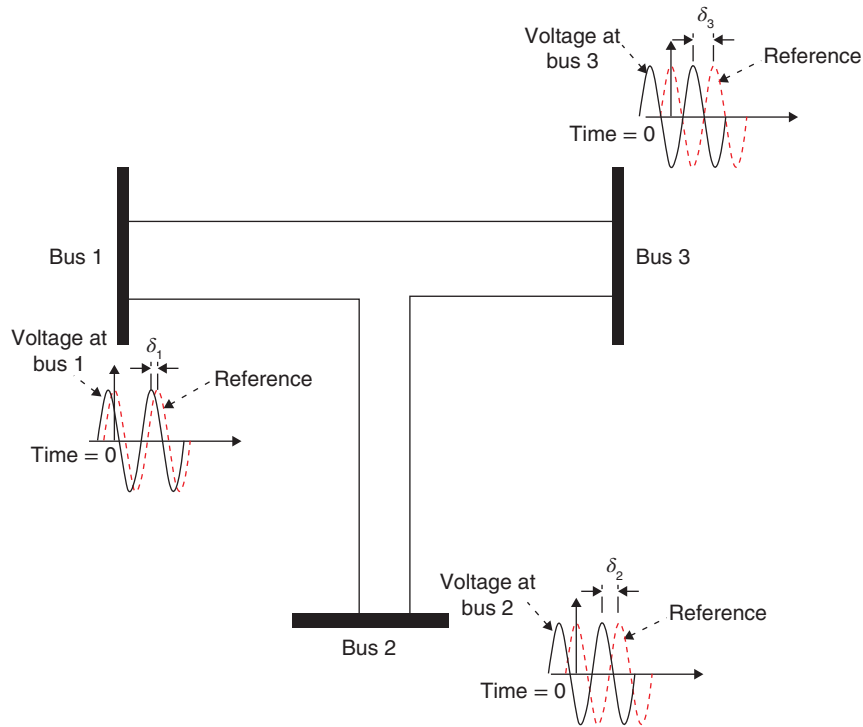 δ3
Voltage at
bus 3
Reference
Time = 0
Bus 1
Bus 3
Voltage at
bus 1
δ1
Reference
Time = 0
δ2
Voltage at
bus 2
Reference
Bus 2
Time = 0